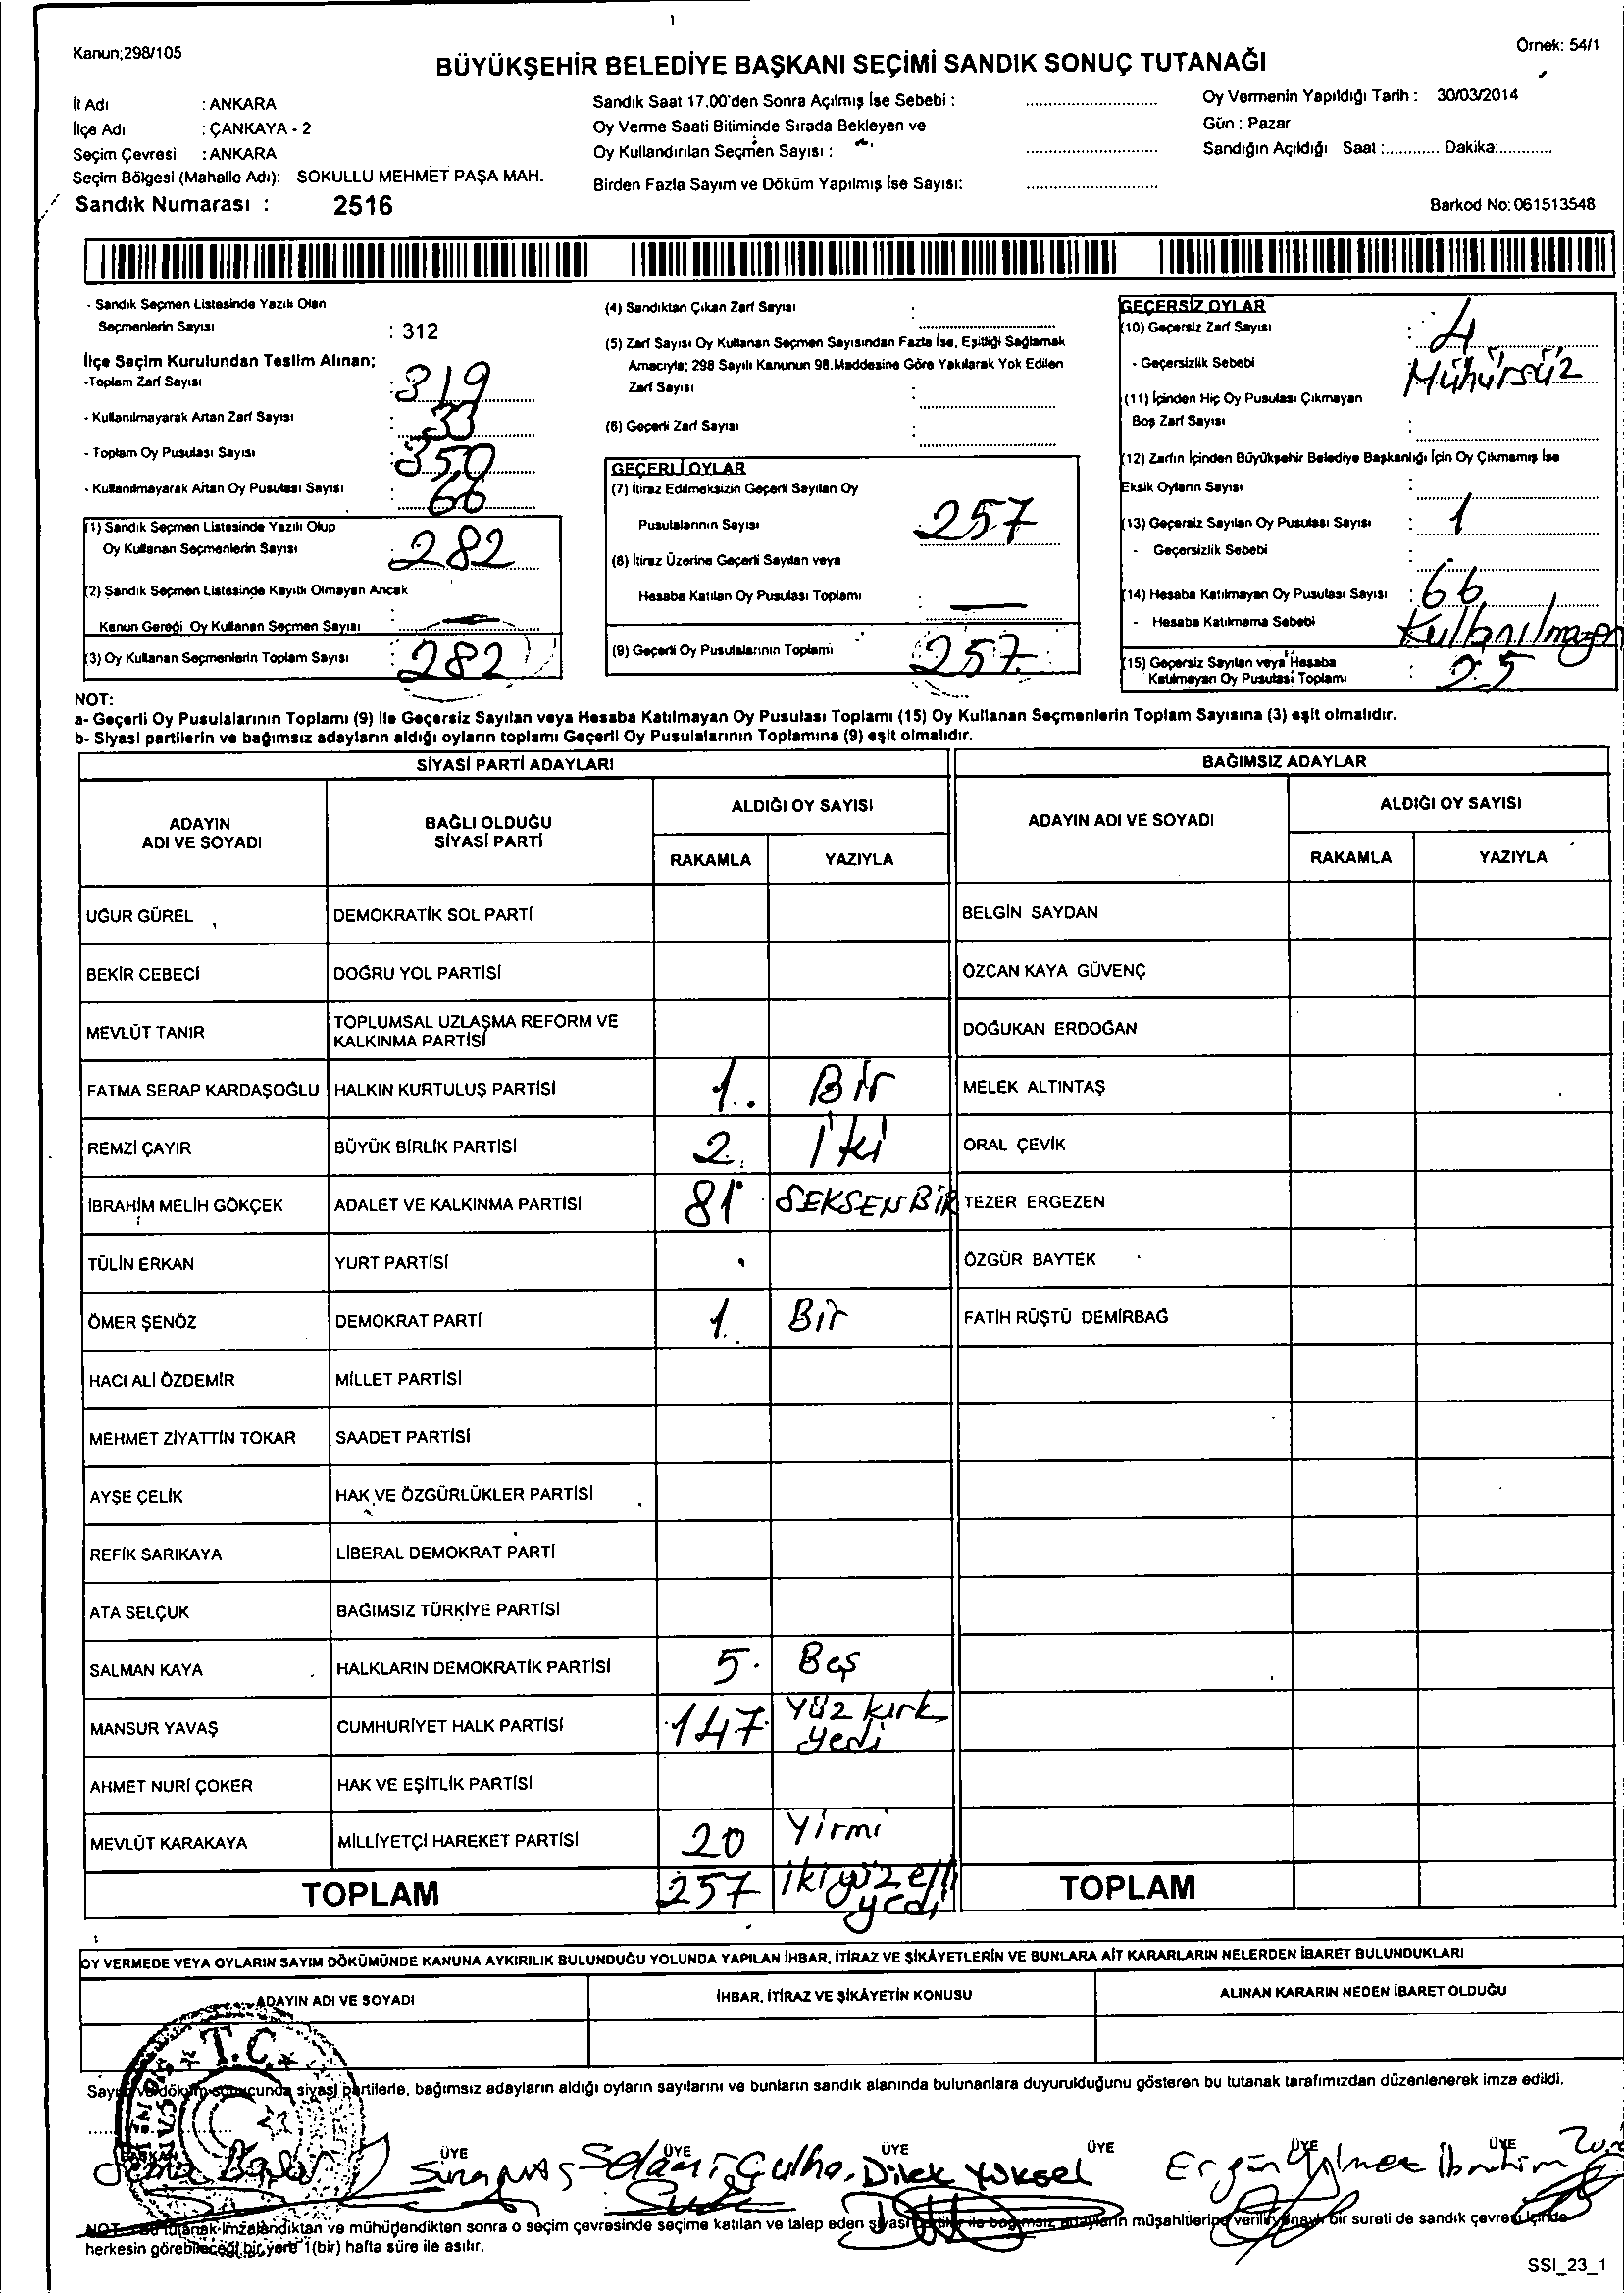 Kanun;298/105
Örnek: 54/1
BÜYÜKŞEHİR BELEDİYE BAŞKANI SEÇİMİ SANDIK SONUÇ TUTANAĞI
İl Adı : ANKARA
İlçe Adı : ÇANKAYA - 2
Seçim Çevresi : ANKARA
Seçim Bölgesi (Mahalle Adı): SOKULLU MEHMET PAŞA MAH.
Sandık Numarası : 2516
Sandık Saat 17.00'den Sonra Açılmış İse Sebebi :
Oy Verme Saati Bitiminde Sırada Bekleyen ve
Oy Kullandırılan Seçmen Sayısı :
Birden Fazla Sayım ve Döküm Yapılmış İse Sayısı:
Oy Vermenin Yapıldığı Tarih : 30/03/2014
Gün : Pazar
Sandığın Açıldığı Saat :............ Dakika:............
Barkod No: 061513548
- Sandık Seçmen Listesinde Yazılı Olan
Seçmenlerin Sayısı : 312
İlçe Seçim Kurulundan Teslim Alınan;
-Toplam Zarf Sayısı : 319
- Kullanılmayarak Artan Zarf Sayısı : 33
- Toplam Oy Pusulası Sayısı : 350
- Kullanılmayarak Artan Oy Pusulası Sayısı : 66
(1) Sandık Seçmen Listesinde Yazılı Olup
Oy Kullanan Seçmenlerin Sayısı : 282
(2) Sandık Seçmen Listesinde Kayıtlı Olmayan Ancak
Kanun Gereği Oy Kullanan Seçmen Sayısı : —
(3) Oy Kullanan Seçmenlerin Toplam Sayısı : 282
(4) Sandıktan Çıkan Zarf Sayısı :
(5) Zarf Sayısı Oy Kullanan Seçmen Sayısından Fazla İse, Eşitliği Sağlamak
Amacıyla; 298 Sayılı Kanunun 98.Maddesine Göre Yakılarak Yok Edilen
Zarf Sayısı :
(6) Geçerli Zarf Sayısı :
GEÇERLİ OYLAR
(7) İtiraz Edilmeksizin Geçerli Sayılan Oy
Pusulalarının Sayısı : 257
(8) İtiraz Üzerine Geçerli Sayılan veya
Hesaba Katılan Oy Pusulası Toplamı : —
(9) Geçerli Oy Pusulalarının Toplamı : 257
GEÇERSİZ OYLAR
(10) Geçersiz Zarf Sayısı : 4
- Geçersizlik Sebebi Mühürsüz
(11) İçinden Hiç Oy Pusulası Çıkmayan
Boş Zarf Sayısı :
(12) Zarfın İçinden Büyükşehir Belediye Başkanlığı İçin Oy Çıkmamış İse
Eksik Oyların Sayısı :
(13) Geçersiz Sayılan Oy Pusulası Sayısı : 1
- Geçersizlik Sebebi
(14) Hesaba Katılmayan Oy Pusulası Sayısı : 66
- Hesaba Katılmama Sebebi Kullanılmayan
(15) Geçersiz Sayılan veya Hesaba
Katılmayan Oy Pusulası Toplamı : 25
NOT:
a- Geçerli Oy Pusulalarının Toplamı (9) ile Geçersiz Sayılan veya Hesaba Katılmayan Oy Pusulası Toplamı (15) Oy Kullanan Seçmenlerin Toplam Sayısına (3) eşit olmalıdır.
b- Siyasi partilerin ve bağımsız adayların aldığı oyların toplamı Geçerli Oy Pusulalarının Toplamına (9) eşit olmalıdır.
SİYASİ PARTİ ADAYLARI BAĞIMSIZ ADAYLAR
ADAYIN ADI VE SOYADI BAĞLI OLDUĞU SİYASİ PARTİ ALDIĞI OY SAYISI ADAYIN ADI VE SOYADI ALDIĞI OY SAYISI
RAKAMLA YAZIYLA RAKAMLA YAZIYLA
UĞUR GÜREL DEMOKRATİK SOL PARTİ BELGİN SAYDAN
BEKİR CEBECİ DOĞRU YOL PARTİSİ ÖZCAN KAYA GÜVENÇ
MEVLÜT TANIR TOPLUMSAL UZLAŞMA REFORM VE KALKINMA PARTİSİ DOĞUKAN ERDOĞAN
FATMA SERAP KARDAŞOĞLU HALKIN KURTULUŞ PARTİSİ 1 Bir MELEK ALTINTAŞ
REMZİ ÇAYIR BÜYÜK BİRLİK PARTİSİ 2 İki ORAL ÇEVİK
İBRAHİM MELİH GÖKÇEK ADALET VE KALKINMA PARTİSİ 81 SEKSENBİR TEZER ERGEZEN
TÜLİN ERKAN YURT PARTİSİ ÖZGÜR BAYTEK
ÖMER ŞENÖZ DEMOKRAT PARTİ 1 Bir FATİH RÜŞTÜ DEMİRBAĞ
HACI ALİ ÖZDEMİR MİLLET PARTİSİ
MEHMET ZİYATTİN TOKAR SAADET PARTİSİ
AYŞE ÇELİK HAK VE ÖZGÜRLÜKLER PARTİSİ
REFİK SARIKAYA LİBERAL DEMOKRAT PARTİ
ATA SELÇUK BAĞIMSIZ TÜRKİYE PARTİSİ
SALMAN KAYA HALKLARIN DEMOKRATİK PARTİSİ 5 Beş
MANSUR YAVAŞ CUMHURİYET HALK PARTİSİ 147 Yüz kırk yedi
AHMET NURİ ÇOKER HAK VE EŞİTLİK PARTİSİ
MEVLÜT KARAKAYA MİLLİYETÇİ HAREKET PARTİSİ 20 Yirmi
TOPLAM 257 ikiyüzelli yedi TOPLAM
OY VERMEDE VEYA OYLARIN SAYIM DÖKÜMÜNDE KANUNA AYKIRILIK BULUNDUĞU YOLUNDA YAPILAN İHBAR, İTİRAZ VE ŞİKÂYETLERİN VE BUNLARA AİT KARARLARIN NELERDEN İBARET BULUNDUKLARI
ADAYIN ADI VE SOYADI İHBAR, İTİRAZ VE ŞİKÂYETİN KONUSU ALINAN KARARIN NEDEN İBARET OLDUĞU
T.C.
Sayım ve döküm sonucunda siyasi partilerle, bağımsız adayların aldığı oyların sayılarını ve bunların sandık alanında bulunanlara duyurulduğunu gösteren bu tutanak tarafımızdan düzenlenerek imza edildi.
ÜYE ÜYE ÜYE ÜYE ÜYE ÜYE
Selami Dilek Yüksel Ergün İbrahim
NOT: Bu tutanak imzalandıktan ve mühürlendikten sonra o seçim çevresinde seçime katılan ve talep eden siyasi partiler ile bağımsız adayların müşahitlerine verilir, onaylı bir sureti de sandık çevresi içinde
herkesin görebileceği bir yere 1(bir) hafta süre ile asılır.
SSI_23_1